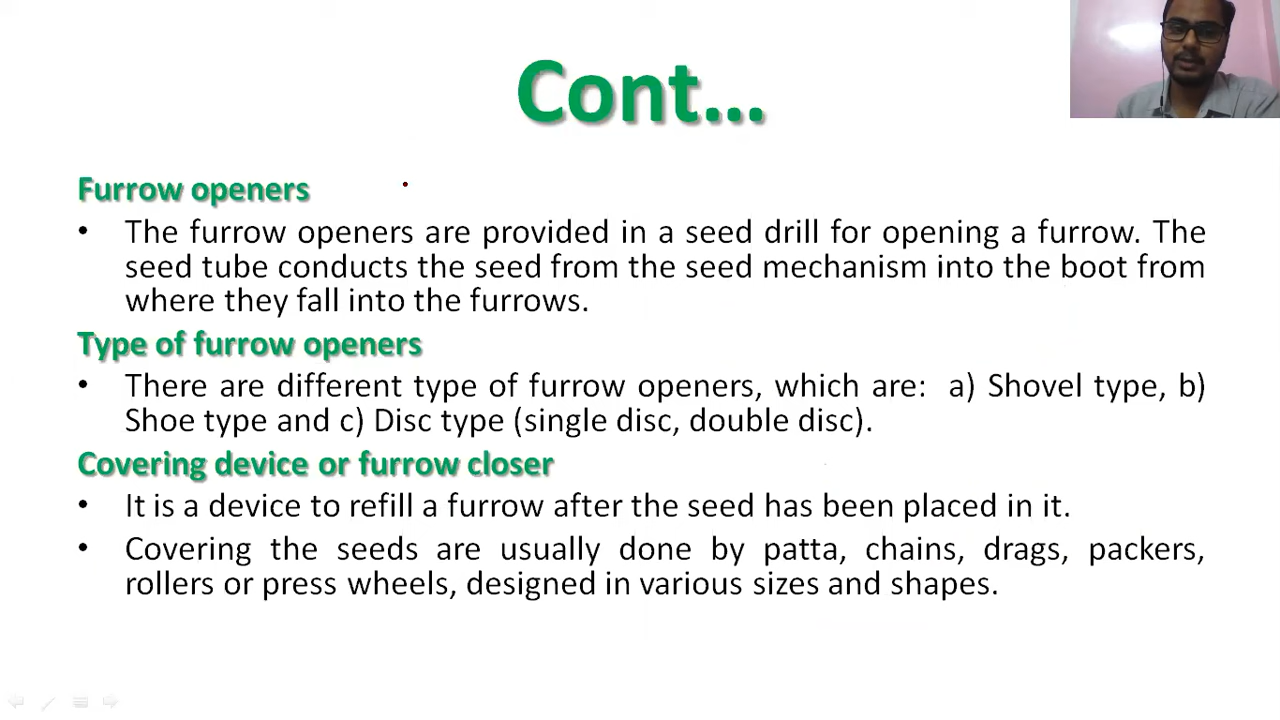 Cont...
Furrow openers
• The furrow openers are provided in a seed drill for opening a furrow. The
seed tube conducts the seed from the seed mechanism into the boot from
where they fall into the furrows.
Type of furrow openers
• There are different type of furrow openers, which are: a) Shovel type, b)
Shoe type and c) Disc type (single disc, double disc).
Covering device or furrow closer
• It is a device to refill a furrow after the seed has been placed in it.
• Covering the seeds are usually done by patta, chains, drags, packers,
rollers or press wheels, designed in various sizes and shapes.